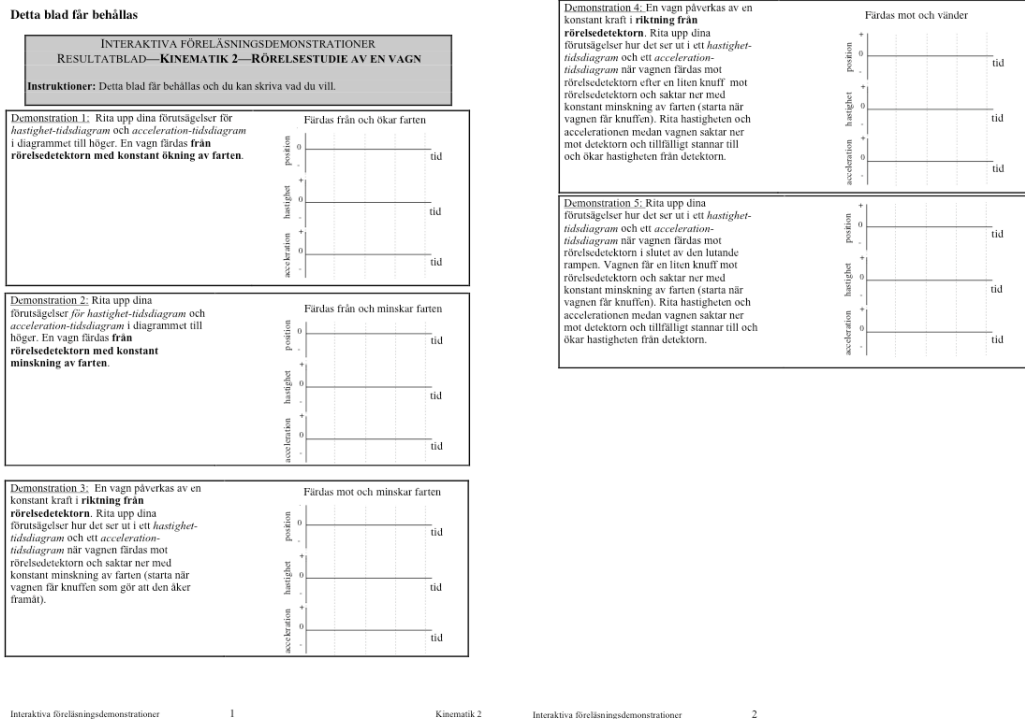 Detta blad får behållas
INTERAKTIVA FÖRELÄSNINGSDEMONSTRATIONER
RESULTATBLAD—KINEMATIK 2—RÖRELSESTUDIE AV EN VAGN
Instruktioner: Detta blad får behållas och du kan skriva vad du vill.
Demonstration 1: Rita upp dina förutsägelser för
hastighet-tidsdiagram och acceleration-tidsdiagram
i diagrammet till höger. En vagn färdas från
rörelsedetektorn med konstant ökning av farten.
Färdas från och ökar farten
position
0
-
tid
hastighet
+
0
-
tid
acceleration
+
0
-
tid
Demonstration 2: Rita upp dina
förutsägelser för hastighet-tidsdiagram och
acceleration-tidsdiagram i diagrammet till
höger. En vagn färdas från
rörelsedetektorn med konstant
minskning av farten.
Färdas från och minskar farten
position
0
-
tid
hastighet
+
0
-
tid
acceleration
+
0
-
tid
Demonstration 3: En vagn påverkas av en
konstant kraft i riktning från
rörelsedetektorn. Rita upp dina
förutsägelser hur det ser ut i ett hastighet-
tidsdiagram och ett acceleration-
tidsdiagram när vagnen färdas mot
rörelsedetektorn och saktar ner med
konstant minskning av farten (starta när
vagnen får knuffen som gör att den åker
framåt).
Färdas mot och minskar farten
position
0
-
tid
hastighet
+
0
-
tid
acceleration
+
0
-
tid
Interaktiva föreläsningsdemonstrationer 1 Kinematik 2
Demonstration 4: En vagn påverkas av en
konstant kraft i riktning från
rörelsedetektorn. Rita upp dina
förutsägelser hur det ser ut i ett hastighet-
tidsdiagram och ett acceleration-
tidsdiagram när vagnen färdas mot
rörelsedetektorn efter en liten knuff mot
rörelsedetektorn och saktar ner med
konstant minskning av farten (starta när
vagnen får knuffen). Rita hastigheten och
accelerationen medan vagnen saktar ner
mot detektorn och tillfälligt stannar till
och ökar hastigheten från detektorn.
Färdas mot och vänder
position
+
0
-
tid
hastighet
+
0
-
tid
acceleration
+
0
-
tid
Demonstration 5: Rita upp dina
förutsägelser hur det ser ut i ett hastighet-
tidsdiagram och ett acceleration-
tidsdiagram när vagnen färdas mot
rörelsedetektorn i slutet av den lutande
rampen. Vagnen får en liten knuff mot
rörelsedetektorn och saktar ner med
konstant minskning av farten (starta när
vagnen får knuffen). Rita hastigheten och
accelerationen medan vagnen saktar ner
mot detektorn och tillfälligt stannar till och
ökar hastigheten från detektorn.
position
+
0
-
tid
hastighet
+
0
-
tid
acceleration
+
0
-
tid
Interaktiva föreläsningsdemonstrationer 2